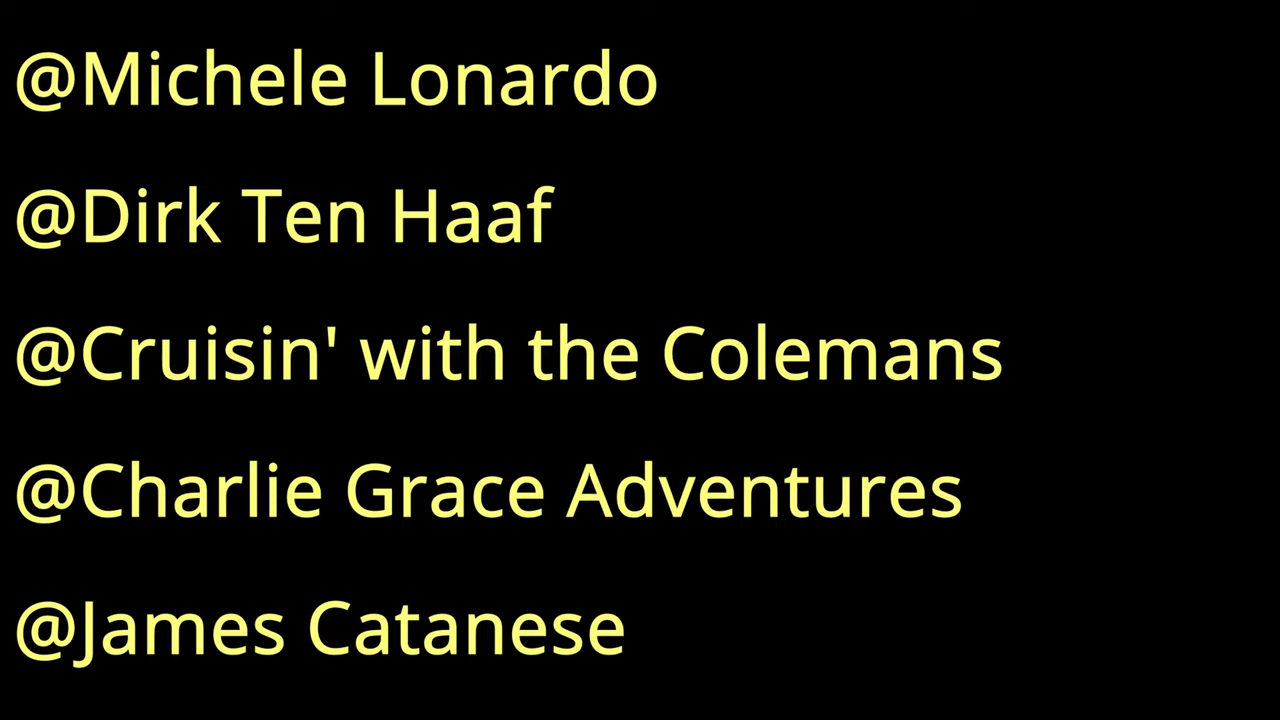 @Michele Lonardo
@Dirk Ten Haaf
@Cruisin' with the Colemans
@Charlie Grace Adventures
@James Catanese